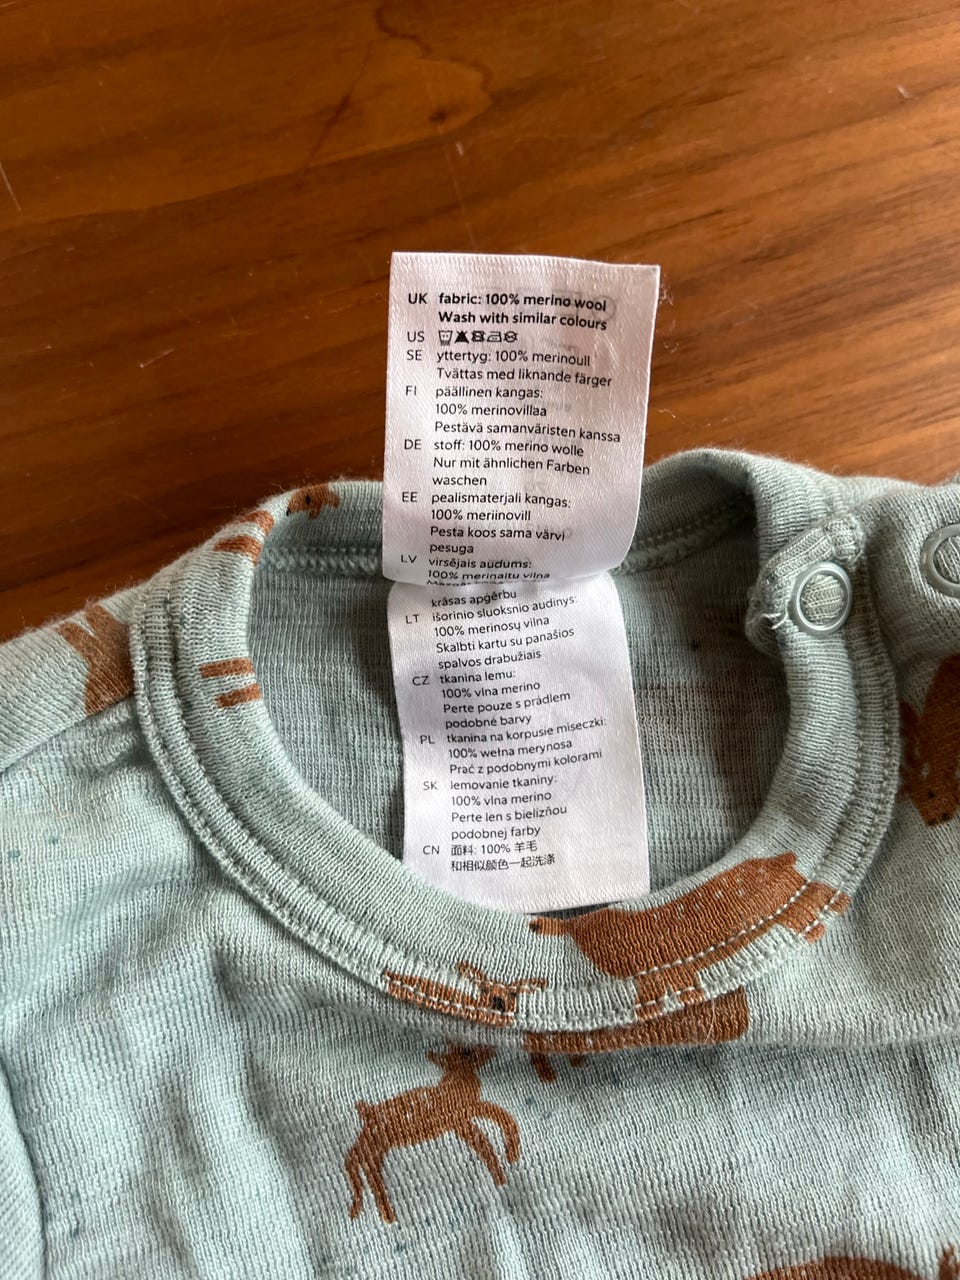 UK fabric: 100% merino wool
Wash with similar colours
US
SE yttertyg: 100% merinoull
Tvättas med liknande färger
FI päällinen kangas:
100% merinovillaa
Pestävä samanväristen kanssa
DE stoff: 100% merino wolle
Nur mit ähnlichen Farben
waschen
EE pealismaterjali kangas:
100% meriinovill
Pesta koos sama värvi
pesuga
LV virsējais audums:
100% merinaitu vilna
krāsas apģērbu
LT išorinio sluoksnio audinys:
100% merinosų vilna
Skalbti kartu su panašios
spalvos drabužiais
CZ tkanina lemu:
100% vlna merino
Perte pouze s prádlem
podobné barvy
PL tkanina na korpusie miseczki:
100% wełna merynosa
Prać z podobnymi kolorami
SK lemovanie tkaniny:
100% vlna merino
Perte len s bielizňou
podobnej farby
CN 面料: 100% 羊毛
和相似颜色一起洗涤